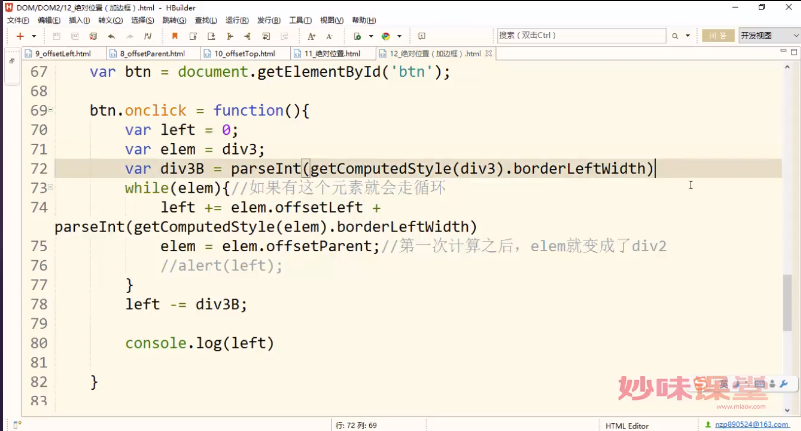 DOM/DOM2/12_绝对位置（加边框）.html - HBuilder
文件(F) 编辑(E) 插入(I) 转义(O) 选择(S) 跳转(G) 查找(L) 运行(R) 发行(B) 工具(T) 视图(V) 帮助(H)
搜索（双击Ctrl） 开发视图
9_offsetLeft.html 8_offsetParent.html 10_offsetTop.html 11_绝对位置.html 12_绝对位置（加边框）.html
67 var btn = document.getElementById('btn');
68
69 btn.onclick = function(){
70 var left = 0;
71 var elem = div3;
72 var div3B = parseInt(getComputedStyle(div3).borderLeftWidth)
73 while(elem){//如果有这个元素就会走循环
74 left += elem.offsetLeft +
parseInt(getComputedStyle(elem).borderLeftWidth)
75 elem = elem.offsetParent;//第一次计算之后，elem就变成了div2
76 //alert(left);
77 }
78 left -= div3B;
79
80 console.log(left)
81
82 }
83
妙味课堂
www.miaov.com
英
行: 72 列: 69 HTML Editor nzp890524@163.com